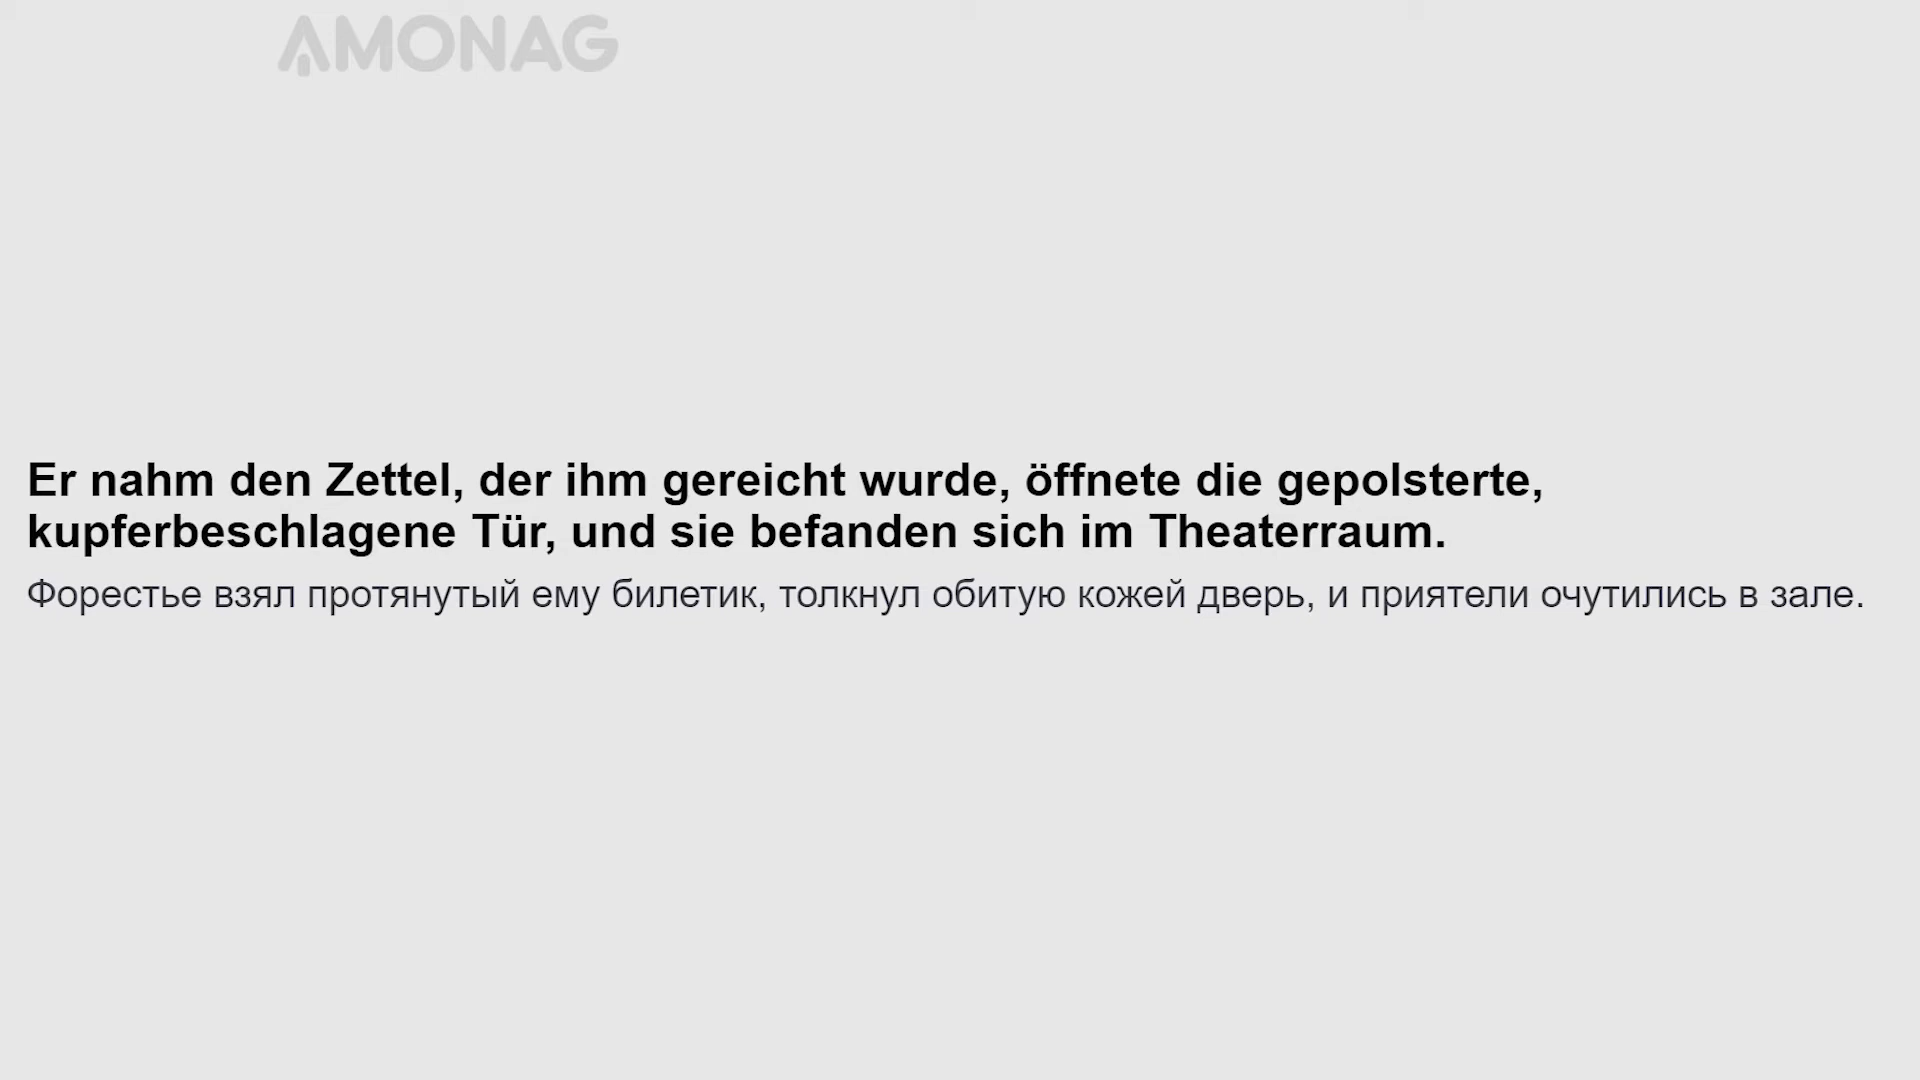 AMONAG
Er nahm den Zettel, der ihm gereicht wurde, öffnete die gepolsterte,
kupferbeschlagene Tür, und sie befanden sich im Theaterraum.
Форестье взял протянутый ему билетик, толкнул обитую кожей дверь, и приятели очутились в зале.